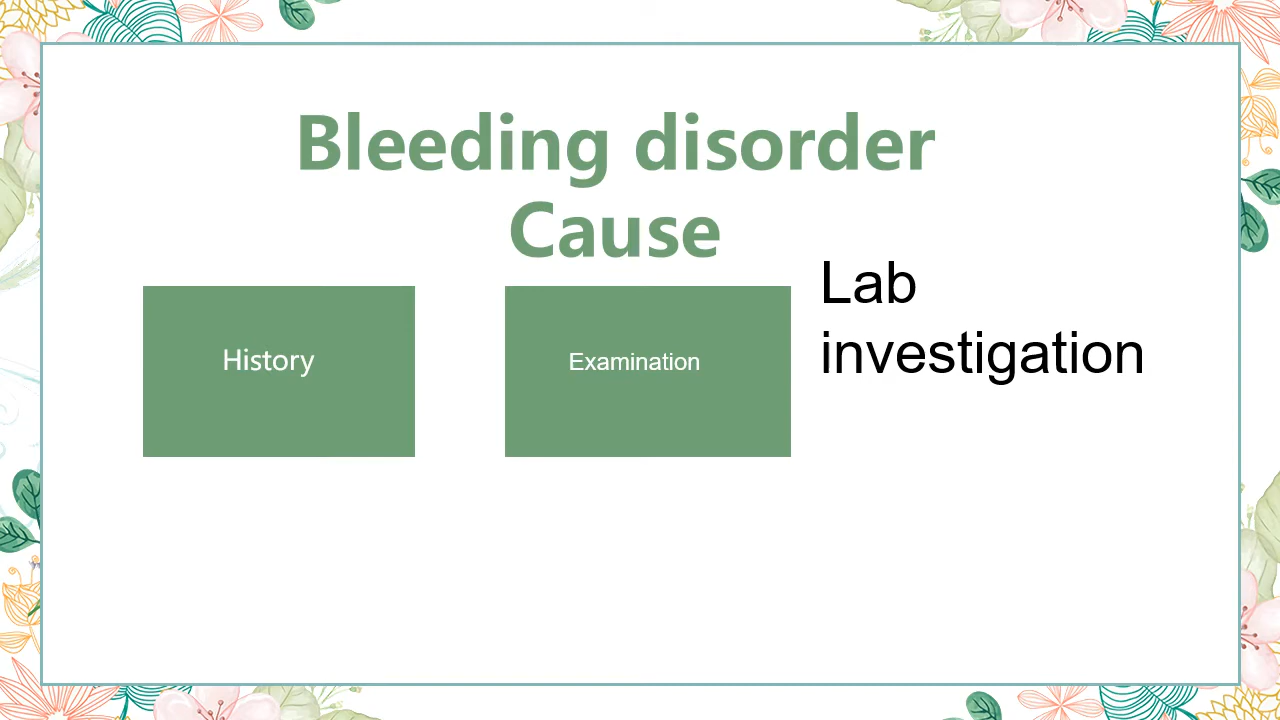 Bleeding disorder
Cause
History
Examination
Lab
investigation